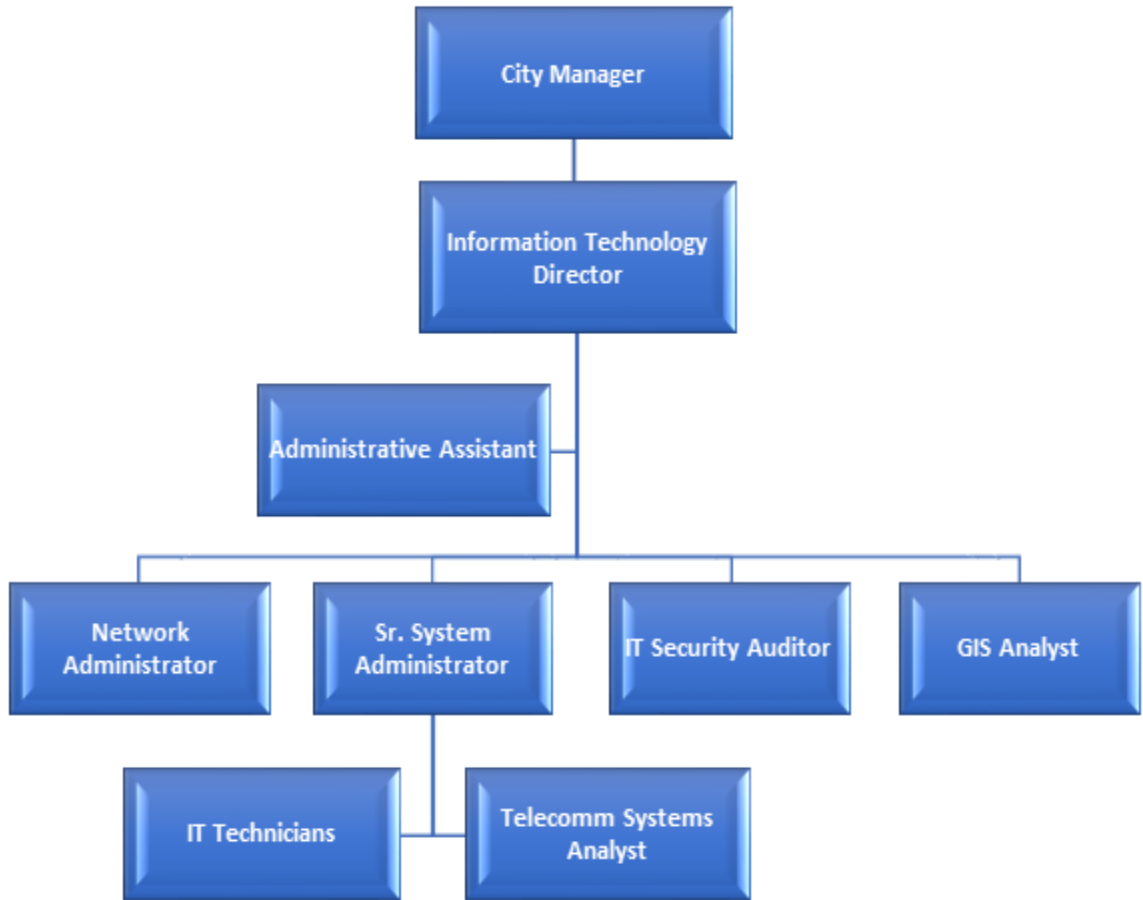 City Manager
Information Technology
Director
Administrative Assistant
Network
Administrator
Sr. System
Administrator
IT Security Auditor
GIS Analyst
IT Technicians
Telecomm Systems
Analyst